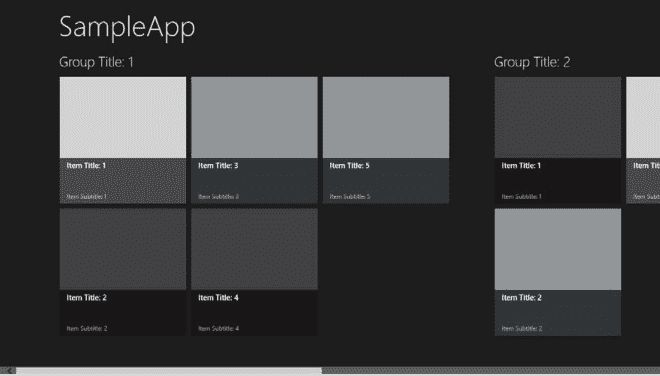 SampleApp
Group Title: 1
Item Title: 1
Item Subtitle: 1
Item Title: 3
Item Subtitle: 3
Item Title: 5
Item Subtitle: 5
Item Title: 2
Item Subtitle: 2
Item Title: 4
Item Subtitle: 4
Group Title: 2
Item Title: 1
Item Subtitle: 1
Item Title: 2
Item Subtitle: 2